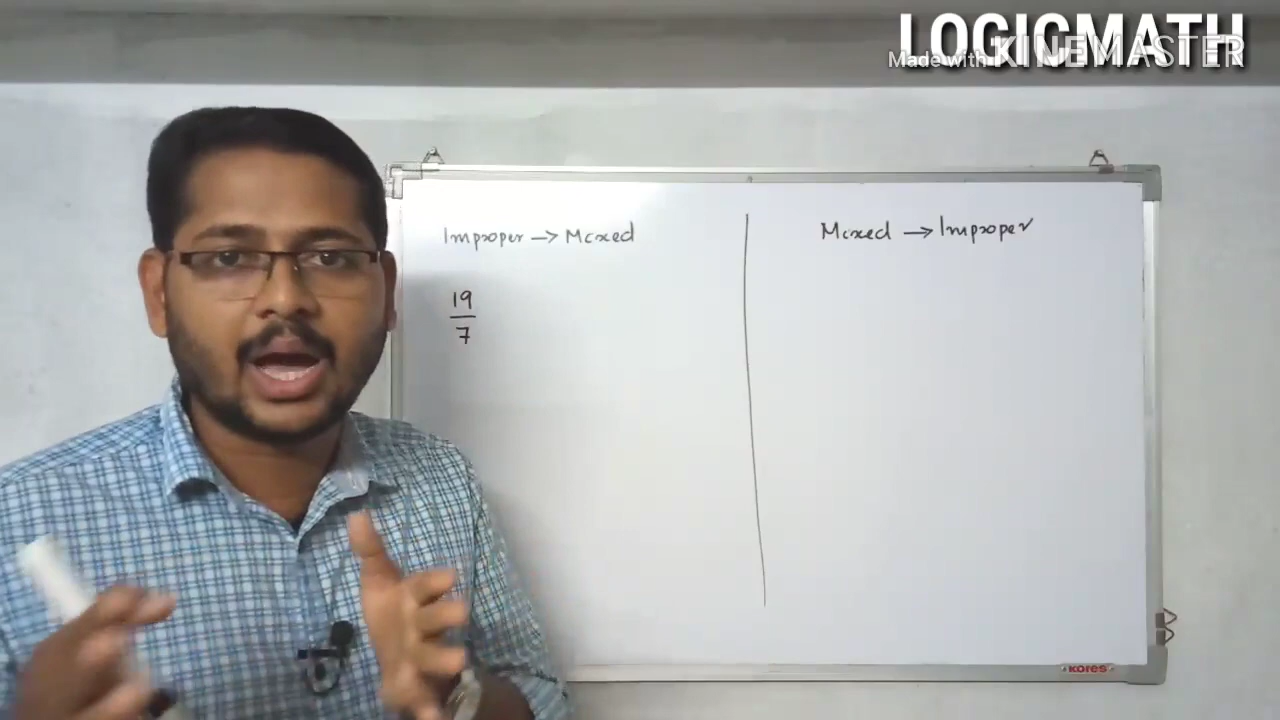 LOGICMATH
Made with KINEMASTER
Improper → Mixed
Mixed → Improper
19
7
KORES